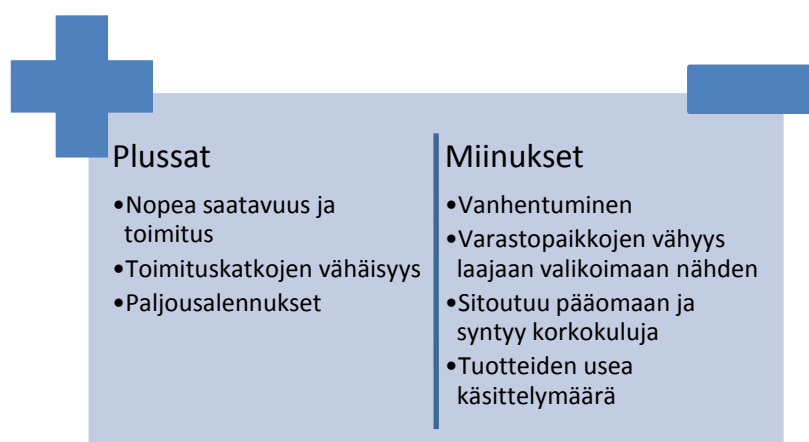 Plussat
•Nopea saatavuus ja
toimitus
•Toimituskatkojen vähäisyys
•Paljousalennukset
Miinukset
•Vanhentuminen
•Varastopaikkojen vähyys
laajaan valikoimaan nähden
•Sitoutuu pääomaan ja
syntyy korkokuluja
•Tuotteiden usea
käsittelymäärä